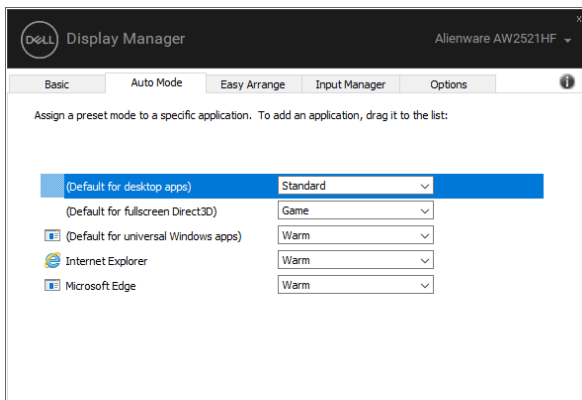 DELL Display Manager Alienware AW2521HF
Basic Auto Mode Easy Arrange Input Manager Options
Assign a preset mode to a specific application. To add an application, drag it to the list:
(Default for desktop apps) Standard
(Default for fullscreen Direct3D) Game
(Default for universal Windows apps) Warm
Internet Explorer Warm
Microsoft Edge Warm